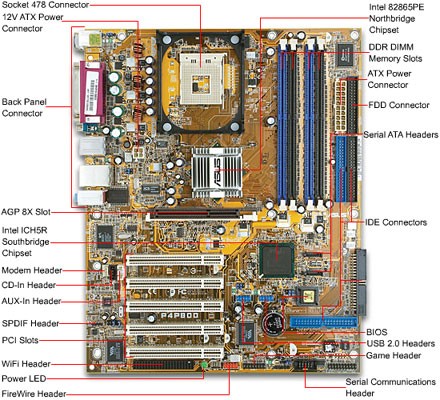 Socket 478 Connector
12V ATX Power
Connector
Back Panel
Connector
AGP 8X Slot
Intel ICH5R
Southbridge
Chipset
Modem Header
CD-In Header
AUX-In Header
SPDIF Header
PCI Slots
WiFi Header
Power LED
FireWire Header
Intel 82865PE
Northbridge
Chipset
DDR DIMM
Memory Slots
ATX Power
Connector
FDD Connector
Serial ATA Headers
IDE Connectors
BIOS
USB 2.0 Headers
Game Header
Serial Communications
Header
ASUS
P4P800